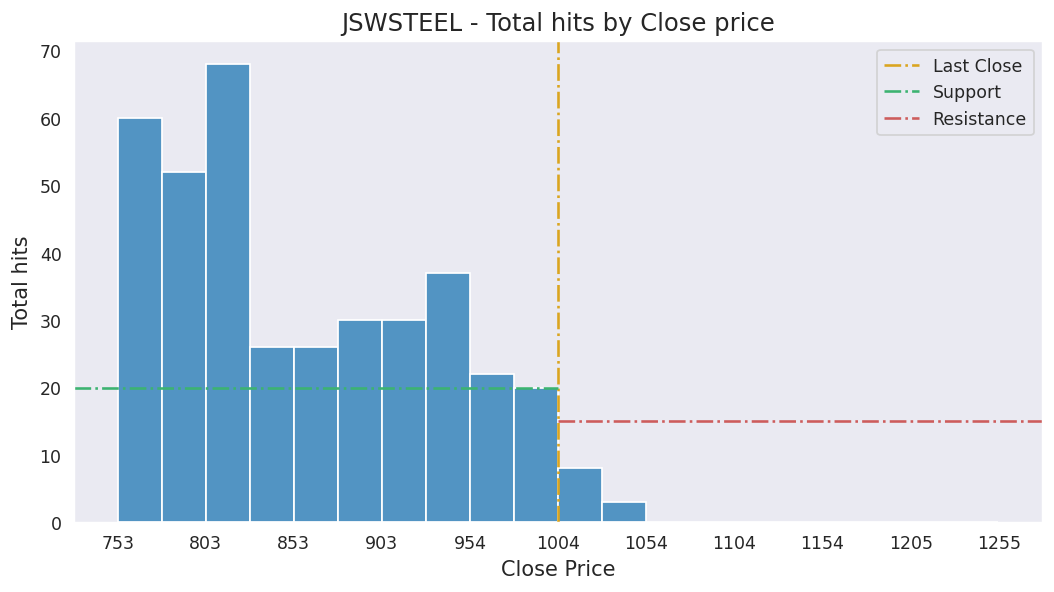 JSWSTEEL - Total hits by Close price
Last Close
Support
Resistance
Total hits
70
60
50
40
30
20
10
0
753 803 853 903 954 1004 1054 1104 1154 1205 1255
Close Price